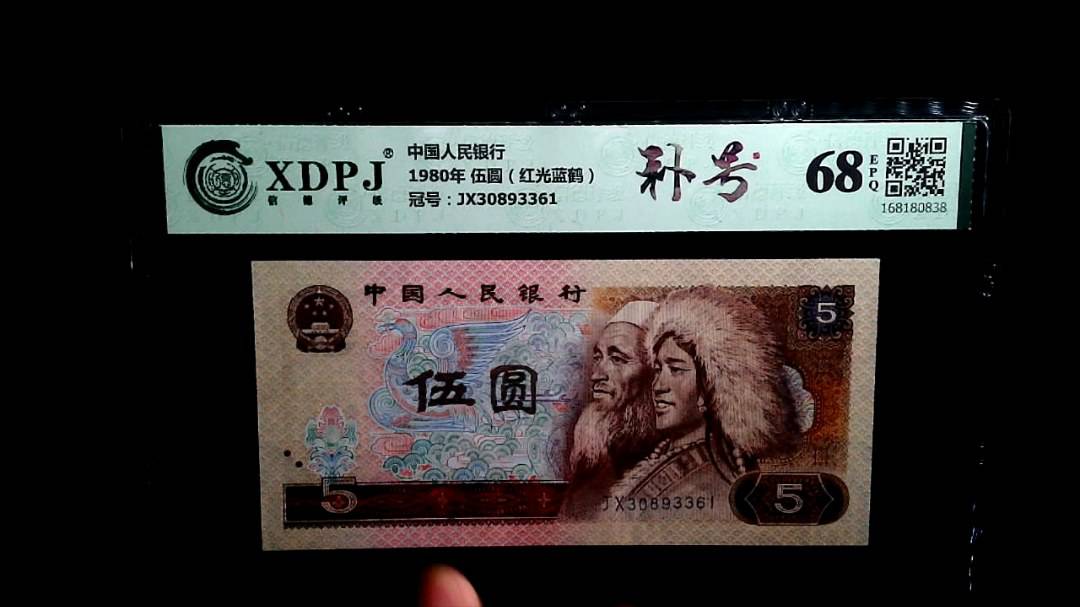 XDPJ®
信德评级
中国人民银行
1980年 伍圆（红光蓝鹤）
冠号：JX30893361
补号
68
EPQ
168180838
中国人民银行
5
伍圆
5
JX30893361
5